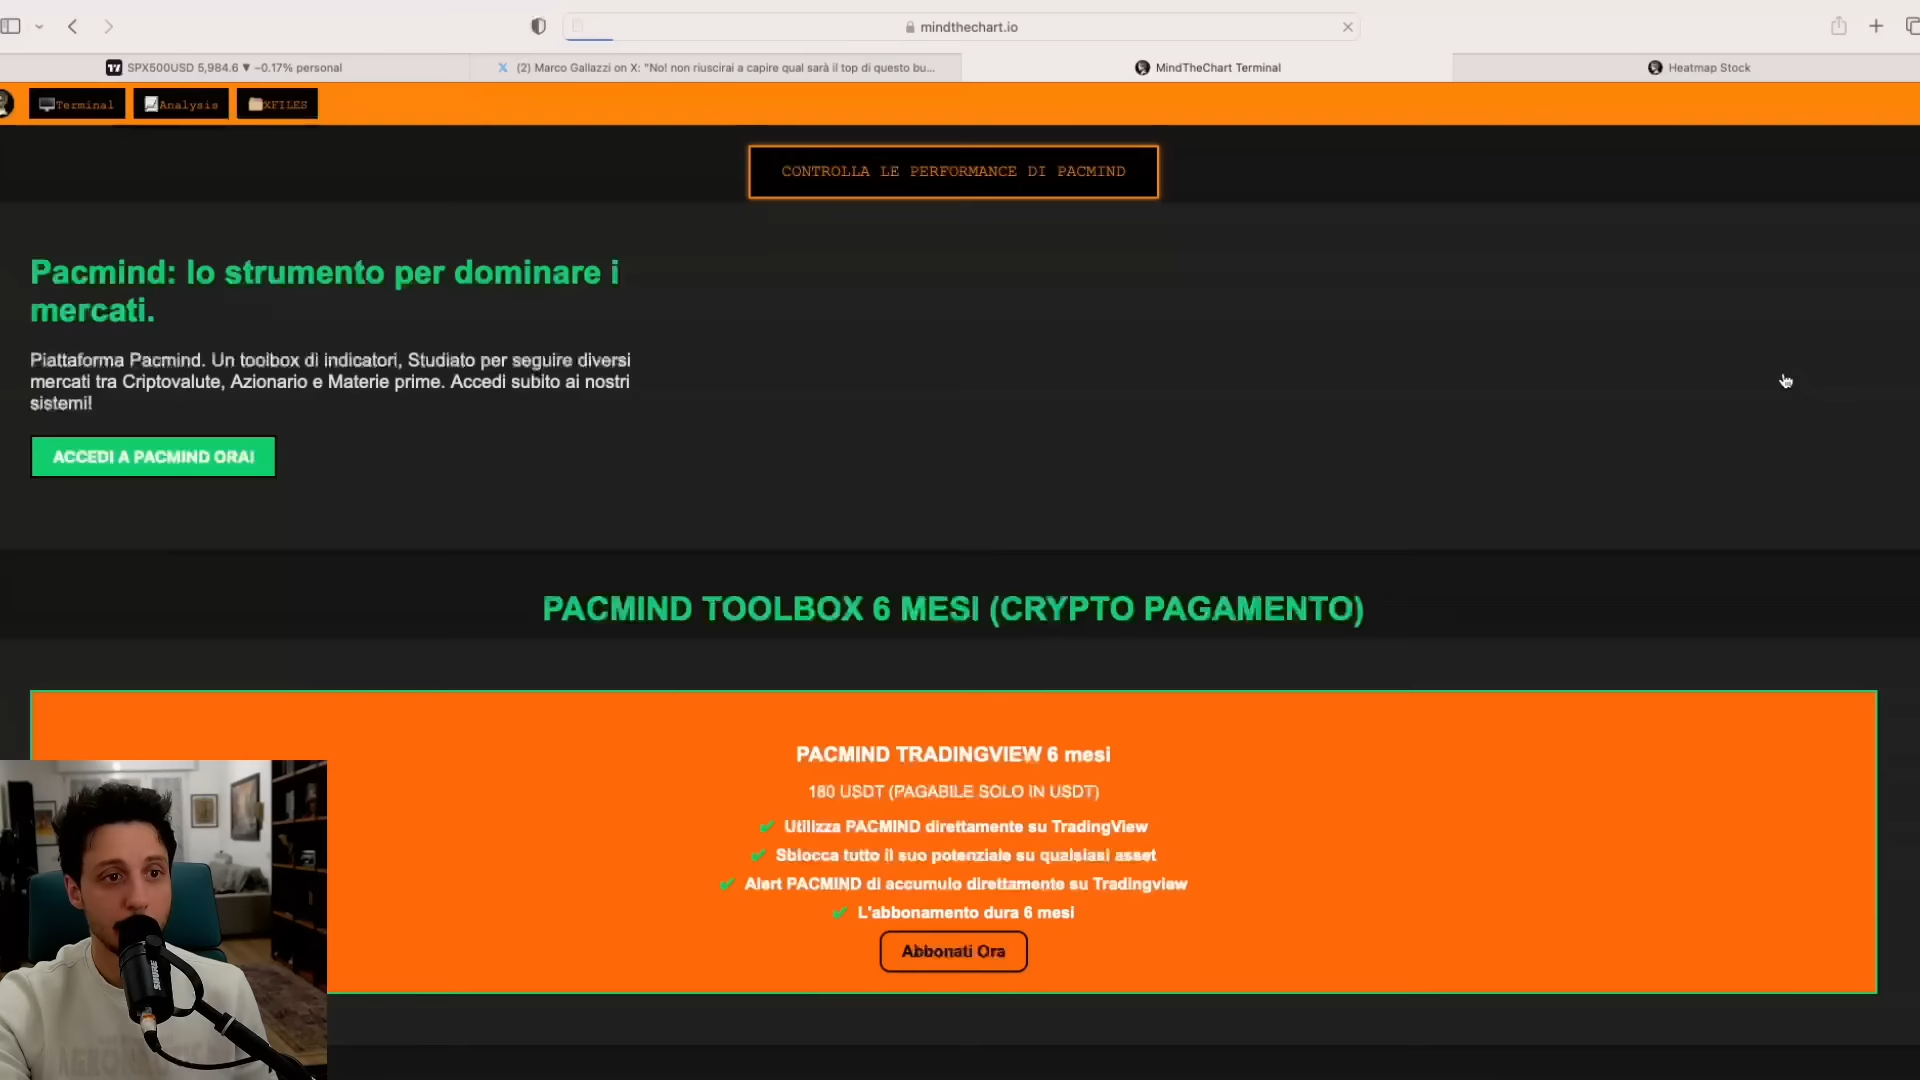 mindthechart.io
SPX500USD 5,984.6 ▼ −0.17% personal
(2) Marco Gallazzi on X: "No! non riuscirai a capire qual sarà il top di questo bu...
MindTheChart Terminal
Heatmap Stock
Terminal
Analysis
XFILES
CONTROLLA LE PERFORMANCE DI PACMIND
Pacmind: lo strumento per dominare i
mercati.
Piattaforma Pacmind. Un toolbox di indicatori, Studiato per seguire diversi
mercati tra Criptovalute, Azionario e Materie prime. Accedi subito ai nostri
sistemi!
ACCEDI A PACMIND ORA!
PACMIND TOOLBOX 6 MESI (CRYPTO PAGAMENTO)
PACMIND TRADINGVIEW 6 mesi
180 USDT (PAGABILE SOLO IN USDT)
✔ Utilizza PACMIND direttamente su TradingView
✔ Sblocca tutto il suo potenziale su qualsiasi asset
✔ Alert PACMIND di accumulo direttamente su Tradingview
✔ L'abbonamento dura 6 mesi
Abbonati Ora
SHURE